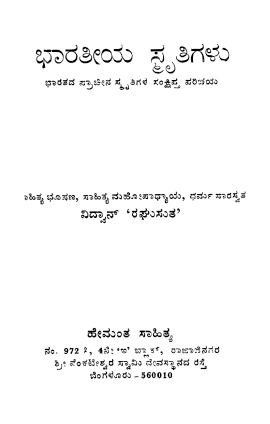 ಭಾರತೀಯ ಸ್ಮೃತಿಗಳು
ಭಾರತದ ಪ್ರಾಚೀನ ಸ್ಮೃತಿಗಳ ಸಂಕ್ಷಿಪ್ತ ಪರಿಚಯ
ಾಹಿತ್ಯ ಭೂಷಣ, ಸಾಹಿತ್ಯ ಮಹೋಪಾಧ್ಯಾಯ, ಧರ್ಮ ಸಾರಸ್ವತ
ವಿದ್ವಾನ್ ‘ರಘುಸುತ’
ಹೇಮಂತ ಸಾಹಿತ್ಯ
ನಂ. 972 ², 4ನೇ ‘ಇ’ ಬ್ಲಾಕ್, ರಾಜಾಜಿನಗರ
ಶ್ರೀ ವೆಂಕಟೇಶ್ವರ ಸ್ವಾಮಿ ದೇವಸ್ಥಾನದ ರಸ್ತೆ
ಬೆಂಗಳೂರು-560010